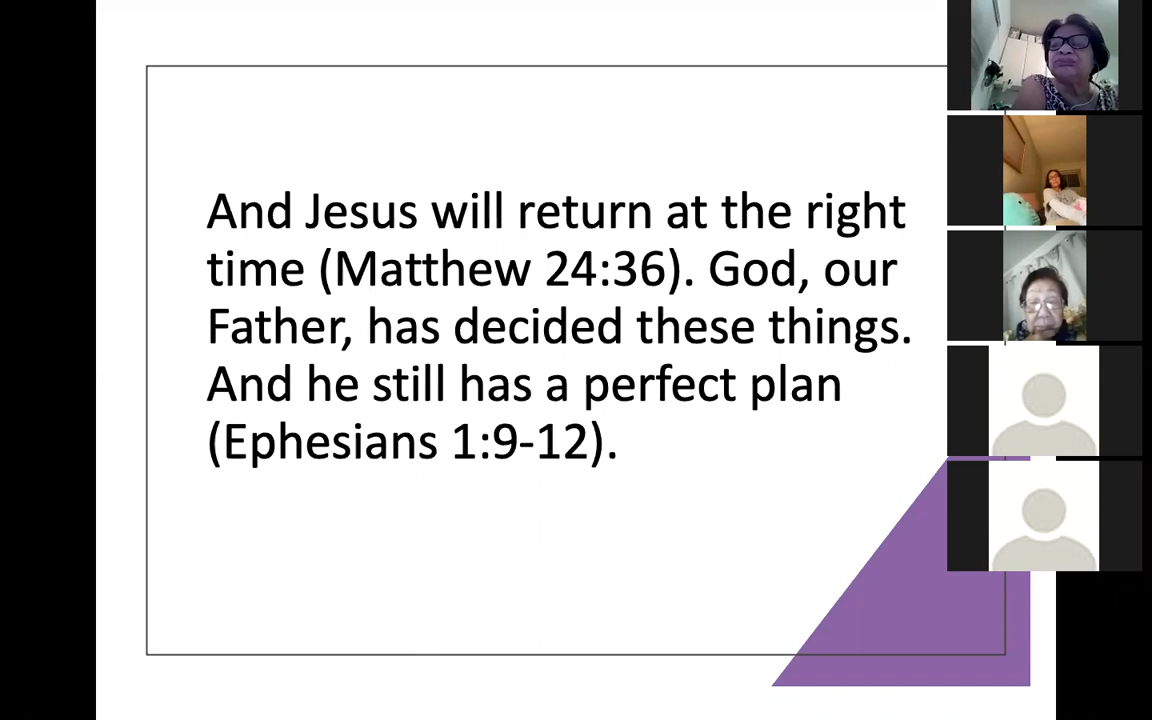 And Jesus will return at the right
time (Matthew 24:36). God, our
Father, has decided these things.
And he still has a perfect plan
(Ephesians 1:9-12).